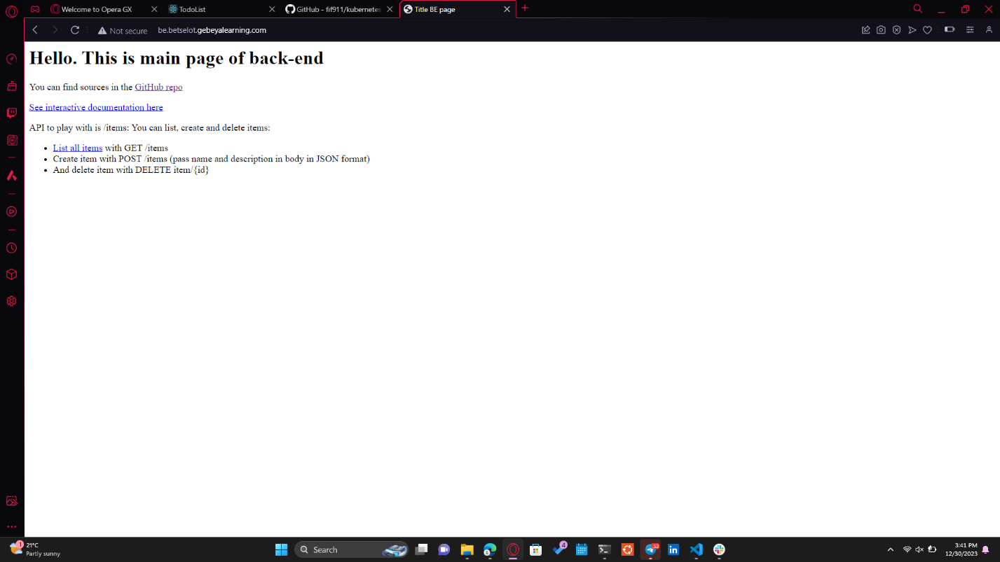 Welcome to Opera GX
TodoList
GitHub - fif911/kubernetes
Title BE page
Not secure
be.betselot.gebeyalearning.com
Hello. This is main page of back-end
You can find sources in the GitHub repo
See interactive documentation here
API to play with is /items: You can list, create and delete items:
List all items with GET /items
Create item with POST /items (pass name and description in body in JSON format)
And delete item with DELETE item/{id}
1
21°C
Partly sunny
Search
4
52
3:41 PM
12/30/2023